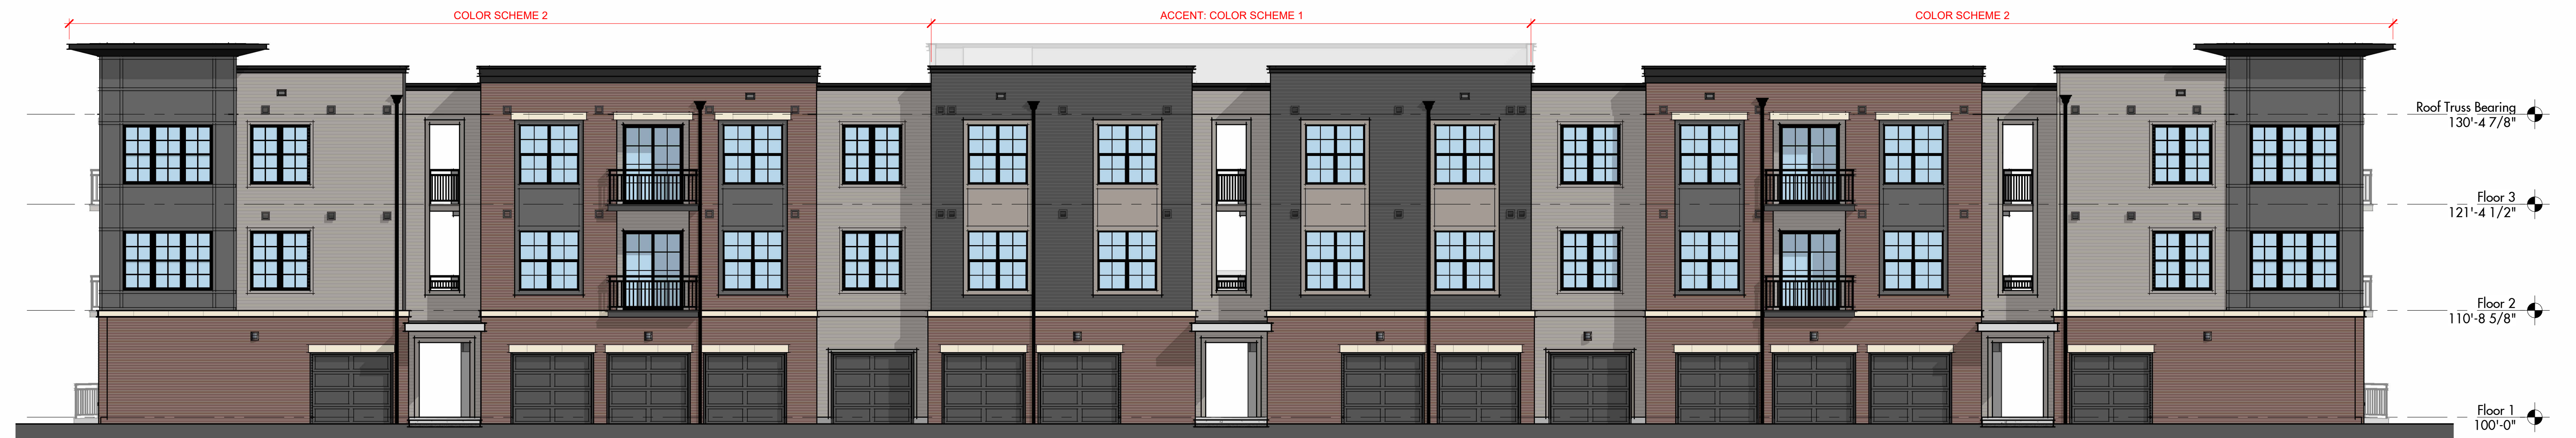 COLOR SCHEME 2
ACCENT: COLOR SCHEME 1
COLOR SCHEME 2
Roof Truss Bearing
130'-4 7/8"
Floor 3
121'-4 1/2"
Floor 2
110'-8 5/8"
Floor 1
100'-0"